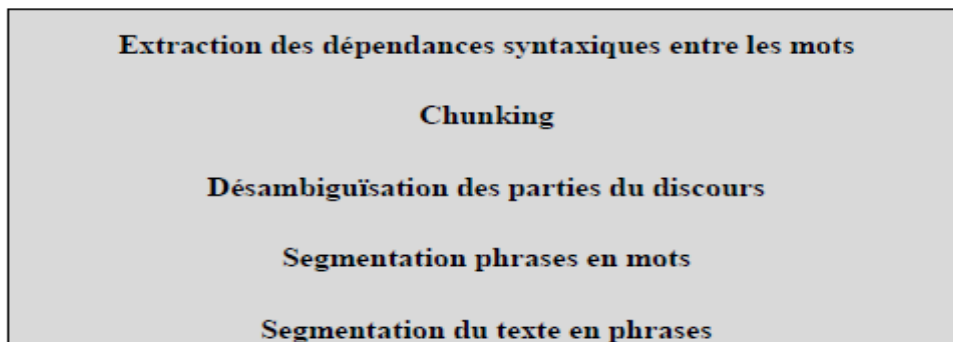 Extraction des dépendances syntaxiques entre les mots
Chunking
Désambiguïsation des parties du discours
Segmentation phrases en mots
Segmentation du texte en phrases